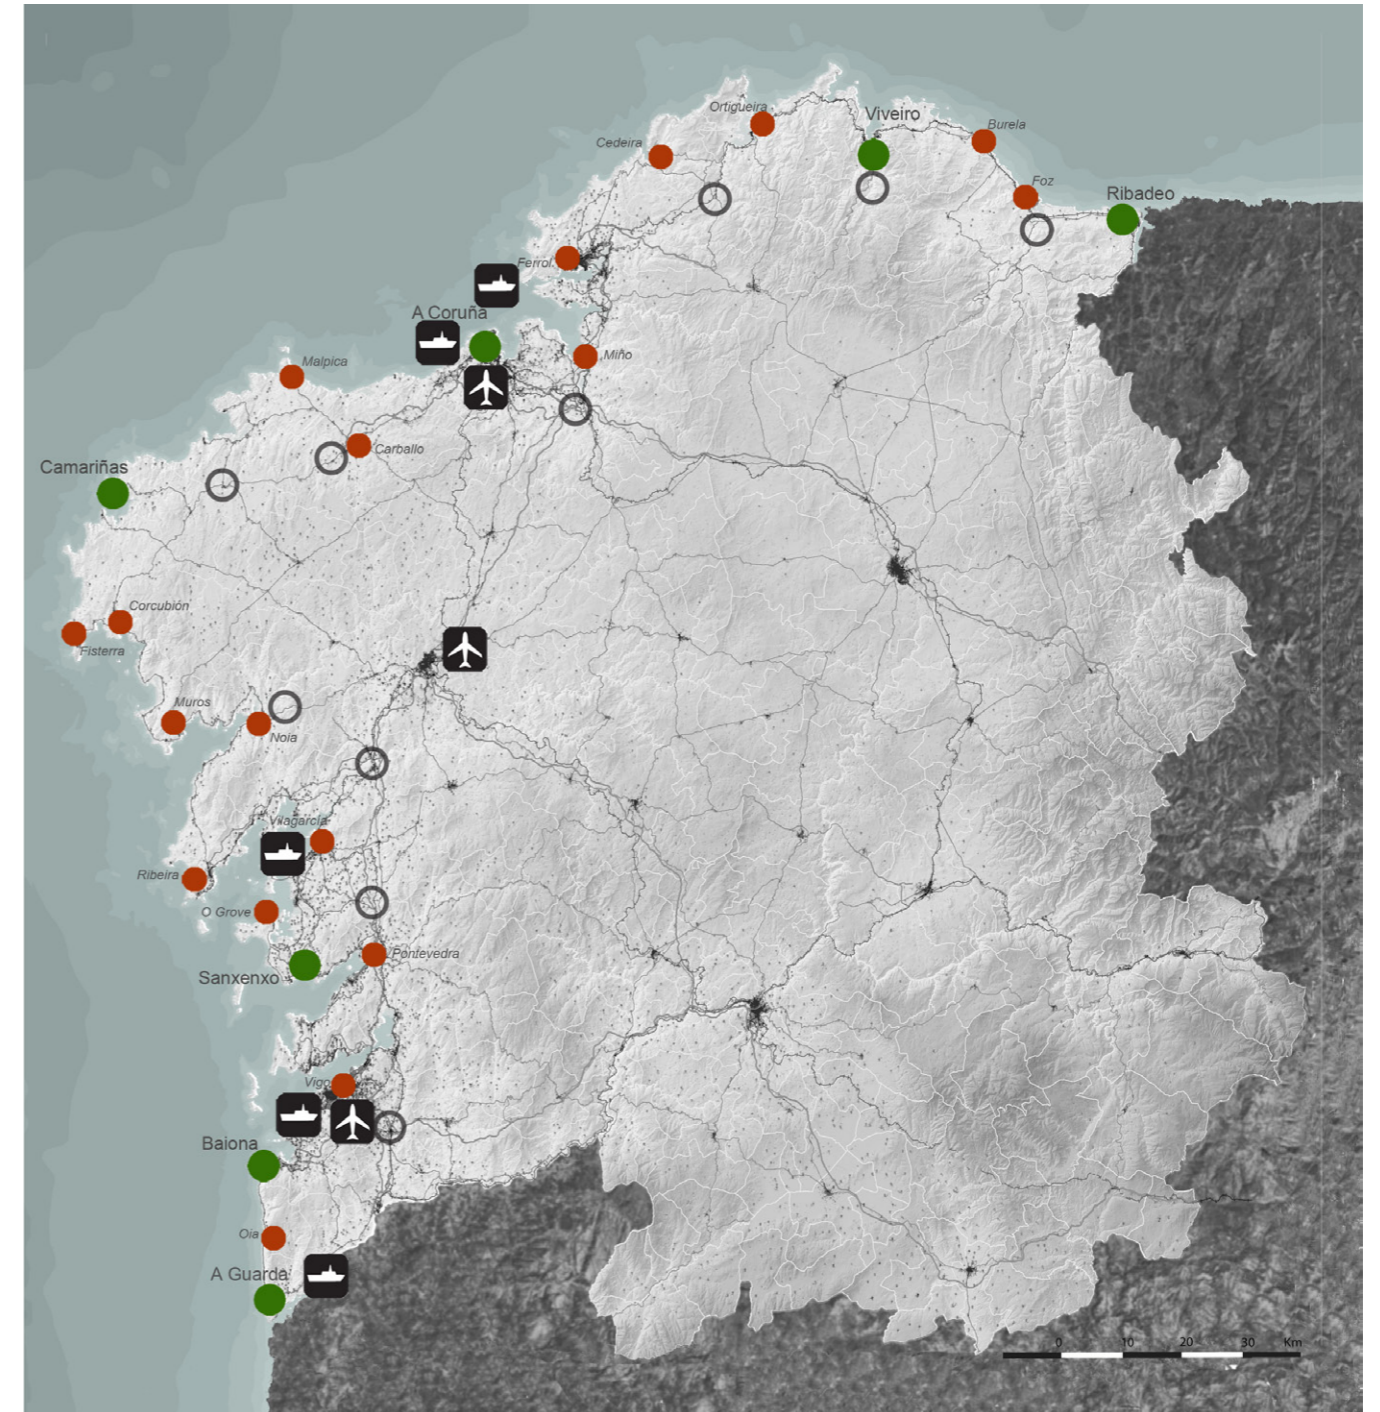 Ortigueira
Viveiro
Burela
Cedeira
Foz
Ribadeo
Ferrol
A Coruña
Miño
Malpica
Carballo
Camariñas
Corcubión
Fisterra
Muros
Noia
Vilagarcía
Ribeira
O Grove
Pontevedra
Sanxenxo
Vigo
Baiona
Oia
A Guarda
0 10 20 30 Km